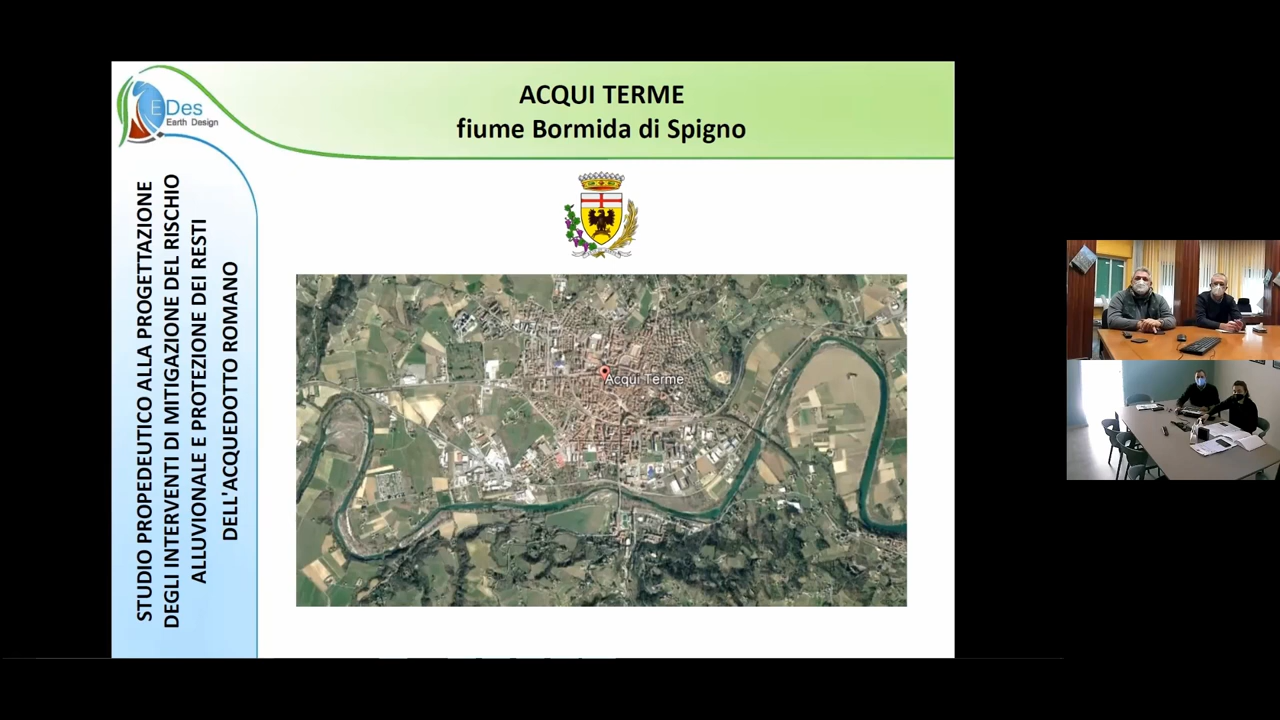 EDes
Earth Design
ACQUI TERME
fiume Bormida di Spigno
STUDIO PROPEDEUTICO ALLA PROGETTAZIONE
DEGLI INTERVENTI DI MITIGAZIONE DEL RISCHIO
ALLUVIONALE E PROTEZIONE DEI RESTI
DELL'ACQUEDOTTO ROMANO
Acqui Terme